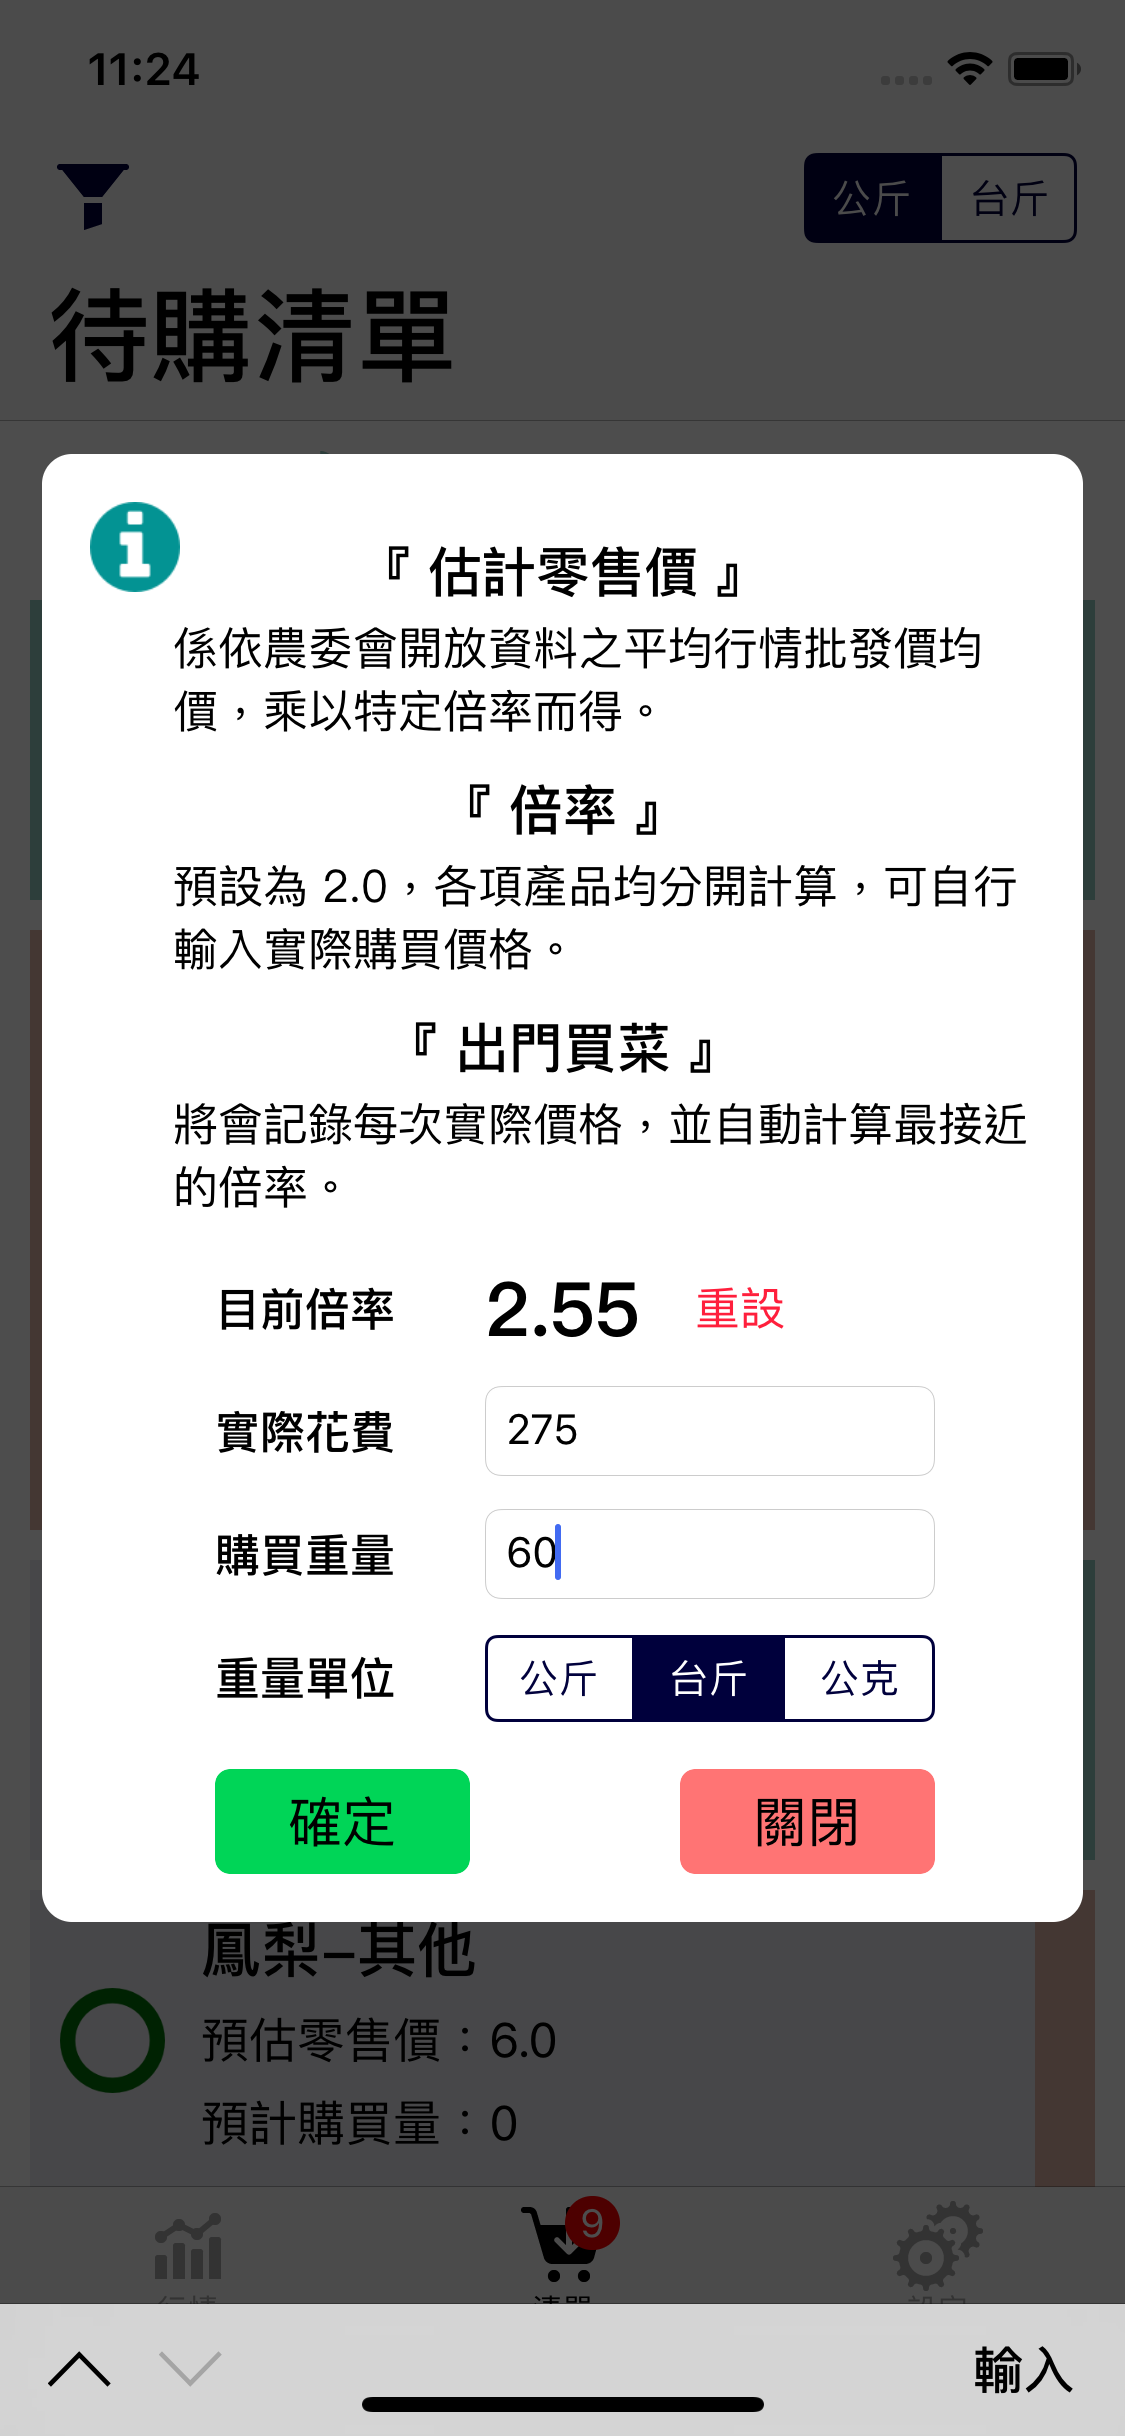 11:24
公斤 台斤
待購清單
『 估計零售價 』
係依農委會開放資料之平均行情批發價均
價，乘以特定倍率而得。
『 倍率 』
預設為 2.0，各項產品均分開計算，可自行
輸入實際購買價格。
『 出門買菜 』
將會記錄每次實際價格，並自動計算最接近
的倍率。
目前倍率 2.55 重設
實際花費 275
購買重量 60
重量單位 公斤 台斤 公克
確定 關閉
鳳梨–其他
預估零售價：6.0
預計購買量：0
9
輸入